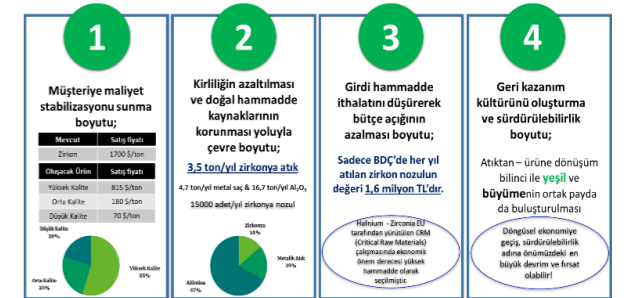 1
Müşteriye maliyet
stabilizasyonu sunma
boyutu;
Mevcut Satış fiyatı
Zirkon 1700 $/ton
Oluşacak Ürün Satış fiyatı
Yüksek Kalite 815 $/ton
Orta Kalite 180 $/ton
Düşük Kalite 70 $/ton
Düşük Kalite
20%
Orta Kalite
25%
Yüksek Kalite
55%
2
Kirliliğin azaltılması
ve doğal hammadde
kaynaklarının
korunması yoluyla
çevre boyutu;
3,5 ton/yıl zirkonya atık
4,7 ton/yıl metal saç & 16,7 ton/yıl Al₂O₃
15000 adet/yıl zirkonya nozul
Zirkonya
14%
Metalik Atık
19%
Alümina
67%
3
Girdi hammadde
ithalatını düşürerek
bütçe açığının
azalması boyutu;
Sadece BDÇ'de her yıl
atılan zirkon nozulun
değeri 1,6 milyon TL'dır.
Hafnium - Zirconia EU
tarafından yürütülen CRM
(Critical Raw Materials)
çalışmasında ekonomik
önem derecesi yüksek
hammadde olarak
seçilmiştir.
4
Geri kazanım
kültürünü oluşturma
ve sürdürülebilirlik
boyutu;
Atıktan – ürüne dönüşüm
bilinci ile yeşil ve
büyümenin ortak payda
da buluşturulması
Döngüsel ekonomiye
geçiş, sürdürülebilirlik
adına önümüzdeki en
büyük devrim ve fırsat
olabilir!